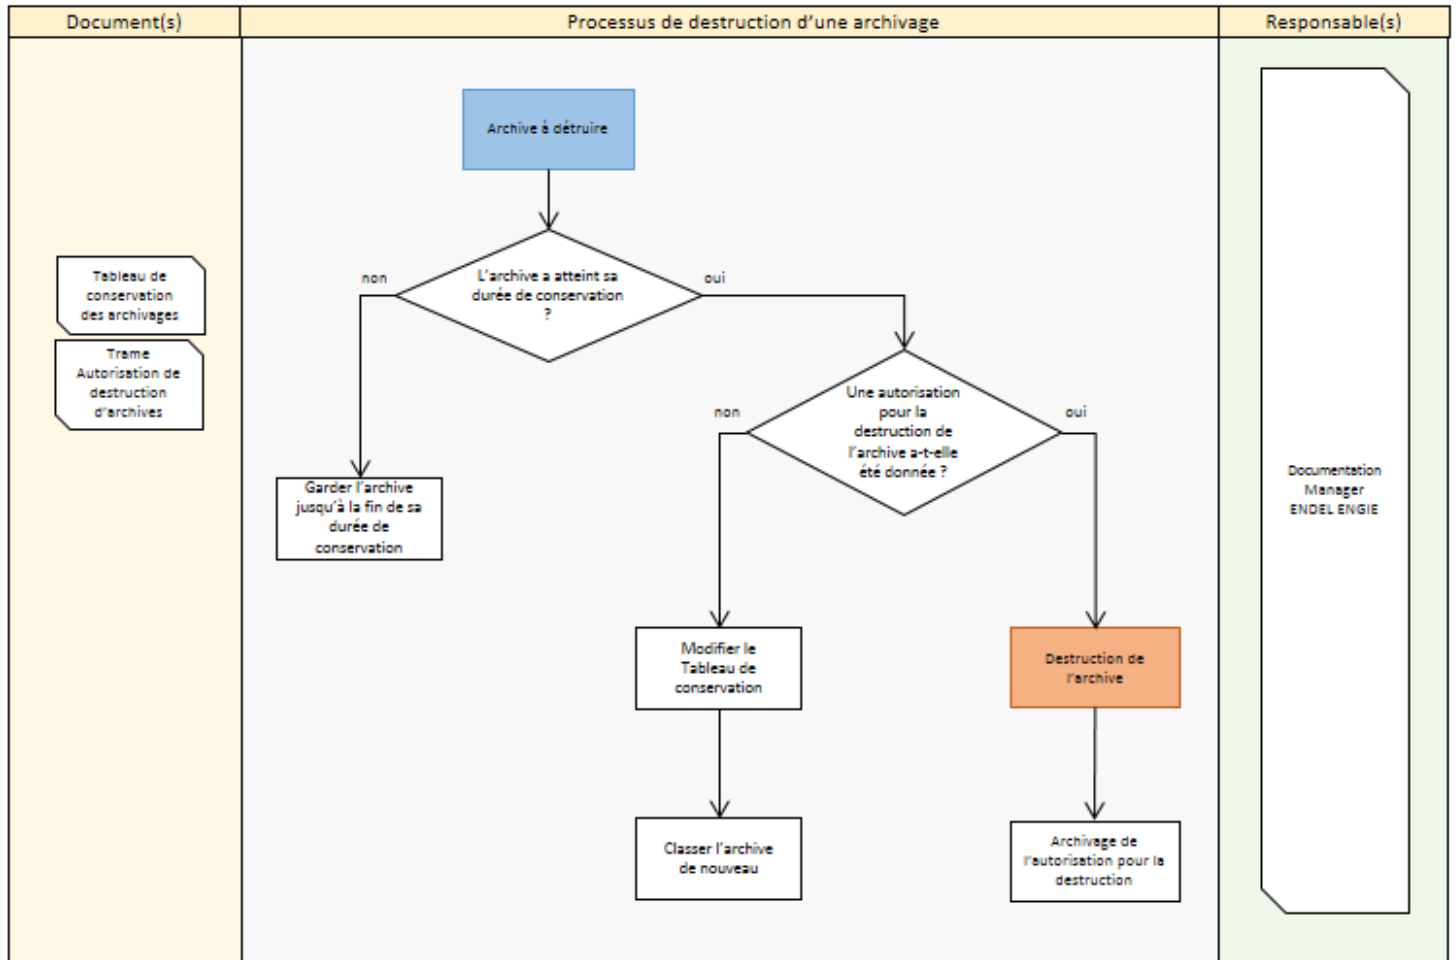 Document(s)
Processus de destruction d’une archivage
Responsable(s)
Archive à détruire
L’archive a atteint sa
durée de conservation
?
non
oui
Tableau de
conservation
des archivages
Trame
Autorisation de
destruction
d’archives
Une autorisation
pour la
destruction de
l’archive a-t-elle
été donnée ?
non
oui
Garder l’archive
jusqu’à la fin de sa
durée de
conservation
Documentation
Manager
ENDEL ENGIE
Modifier le
Tableau de
conservation
Destruction de
l’archive
Classer l’archive
de nouveau
Archivage de
l’autorisation pour la
destruction